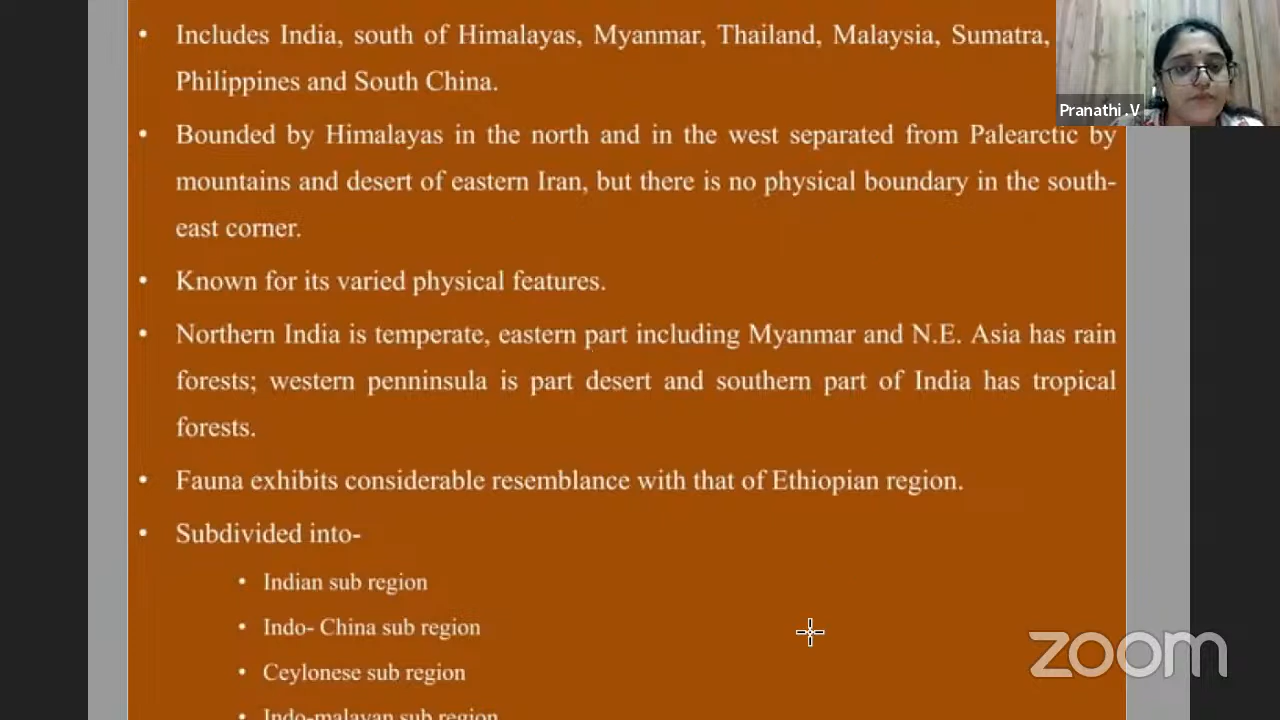 • Includes India, south of Himalayas, Myanmar, Thailand, Malaysia, Sumatra,
Philippines and South China.
Pranathi .V
• Bounded by Himalayas in the north and in the west separated from Palearctic by
mountains and desert of eastern Iran, but there is no physical boundary in the south-
east corner.
• Known for its varied physical features.
• Northern India is temperate, eastern part including Myanmar and N.E. Asia has rain
forests; western penninsula is part desert and southern part of India has tropical
forests.
• Fauna exhibits considerable resemblance with that of Ethiopian region.
• Subdivided into-
• Indian sub region
• Indo- China sub region
• Ceylonese sub region
• Indo-malayan sub region
zoom